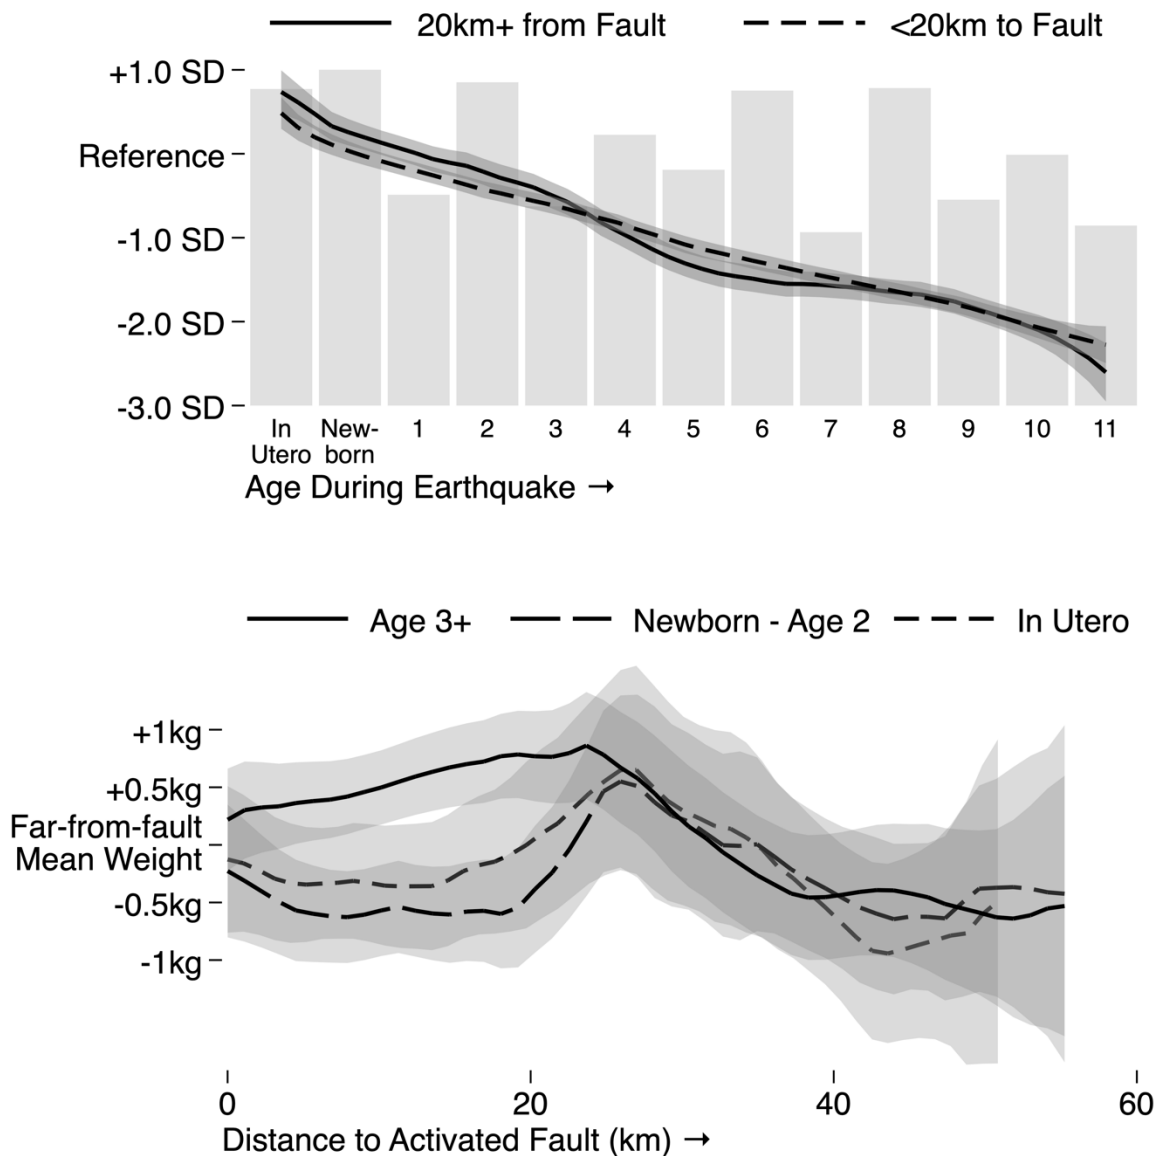 20km+ from Fault <20km to Fault
+1.0 SD
Reference
-1.0 SD
-2.0 SD
-3.0 SD
In Utero New-born 1 2 3 4 5 6 7 8 9 10 11
Age During Earthquake →
Age 3+ Newborn - Age 2 In Utero
+1kg
+0.5kg
Far-from-fault
Mean Weight
-0.5kg
-1kg
0 20 40 60
Distance to Activated Fault (km) →